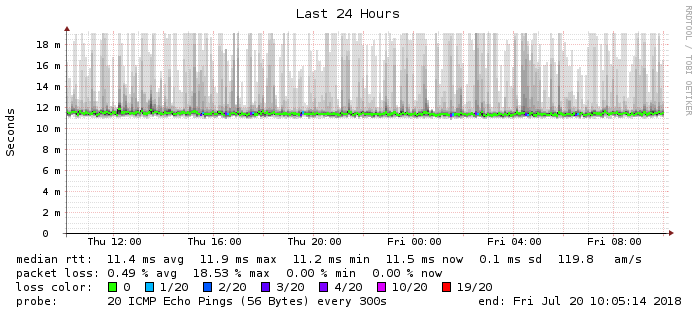 Last 24 Hours
RRDTOOL / TOBI OETIKER
Seconds
18 m
16 m
14 m
12 m
10 m
8 m
6 m
4 m
2 m
0
Thu 12:00 Thu 16:00 Thu 20:00 Fri 00:00 Fri 04:00 Fri 08:00
median rtt: 11.4 ms avg 11.9 ms max 11.2 ms min 11.5 ms now 0.1 ms sd 119.8 am/s
packet loss: 0.49 % avg 18.53 % max 0.00 % min 0.00 % now
loss color: 0 1/20 2/20 3/20 4/20 10/20 19/20
probe: 20 ICMP Echo Pings (56 Bytes) every 300s end: Fri Jul 20 10:05:14 2018